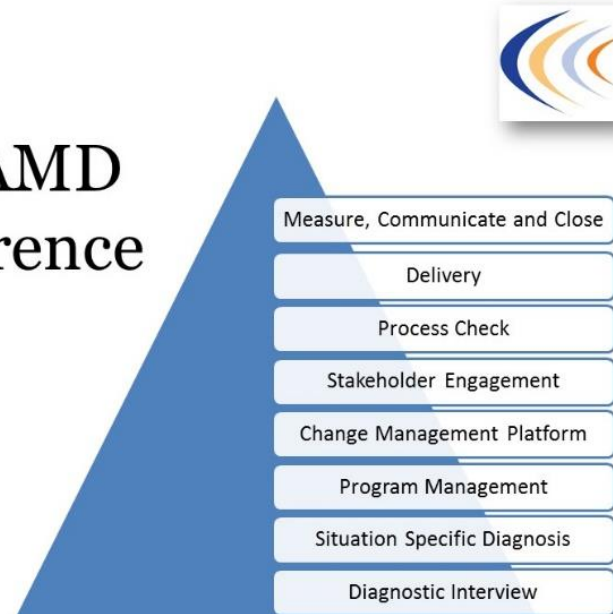 AMD
rence
Measure, Communicate and Close
Delivery
Process Check
Stakeholder Engagement
Change Management Platform
Program Management
Situation Specific Diagnosis
Diagnostic Interview